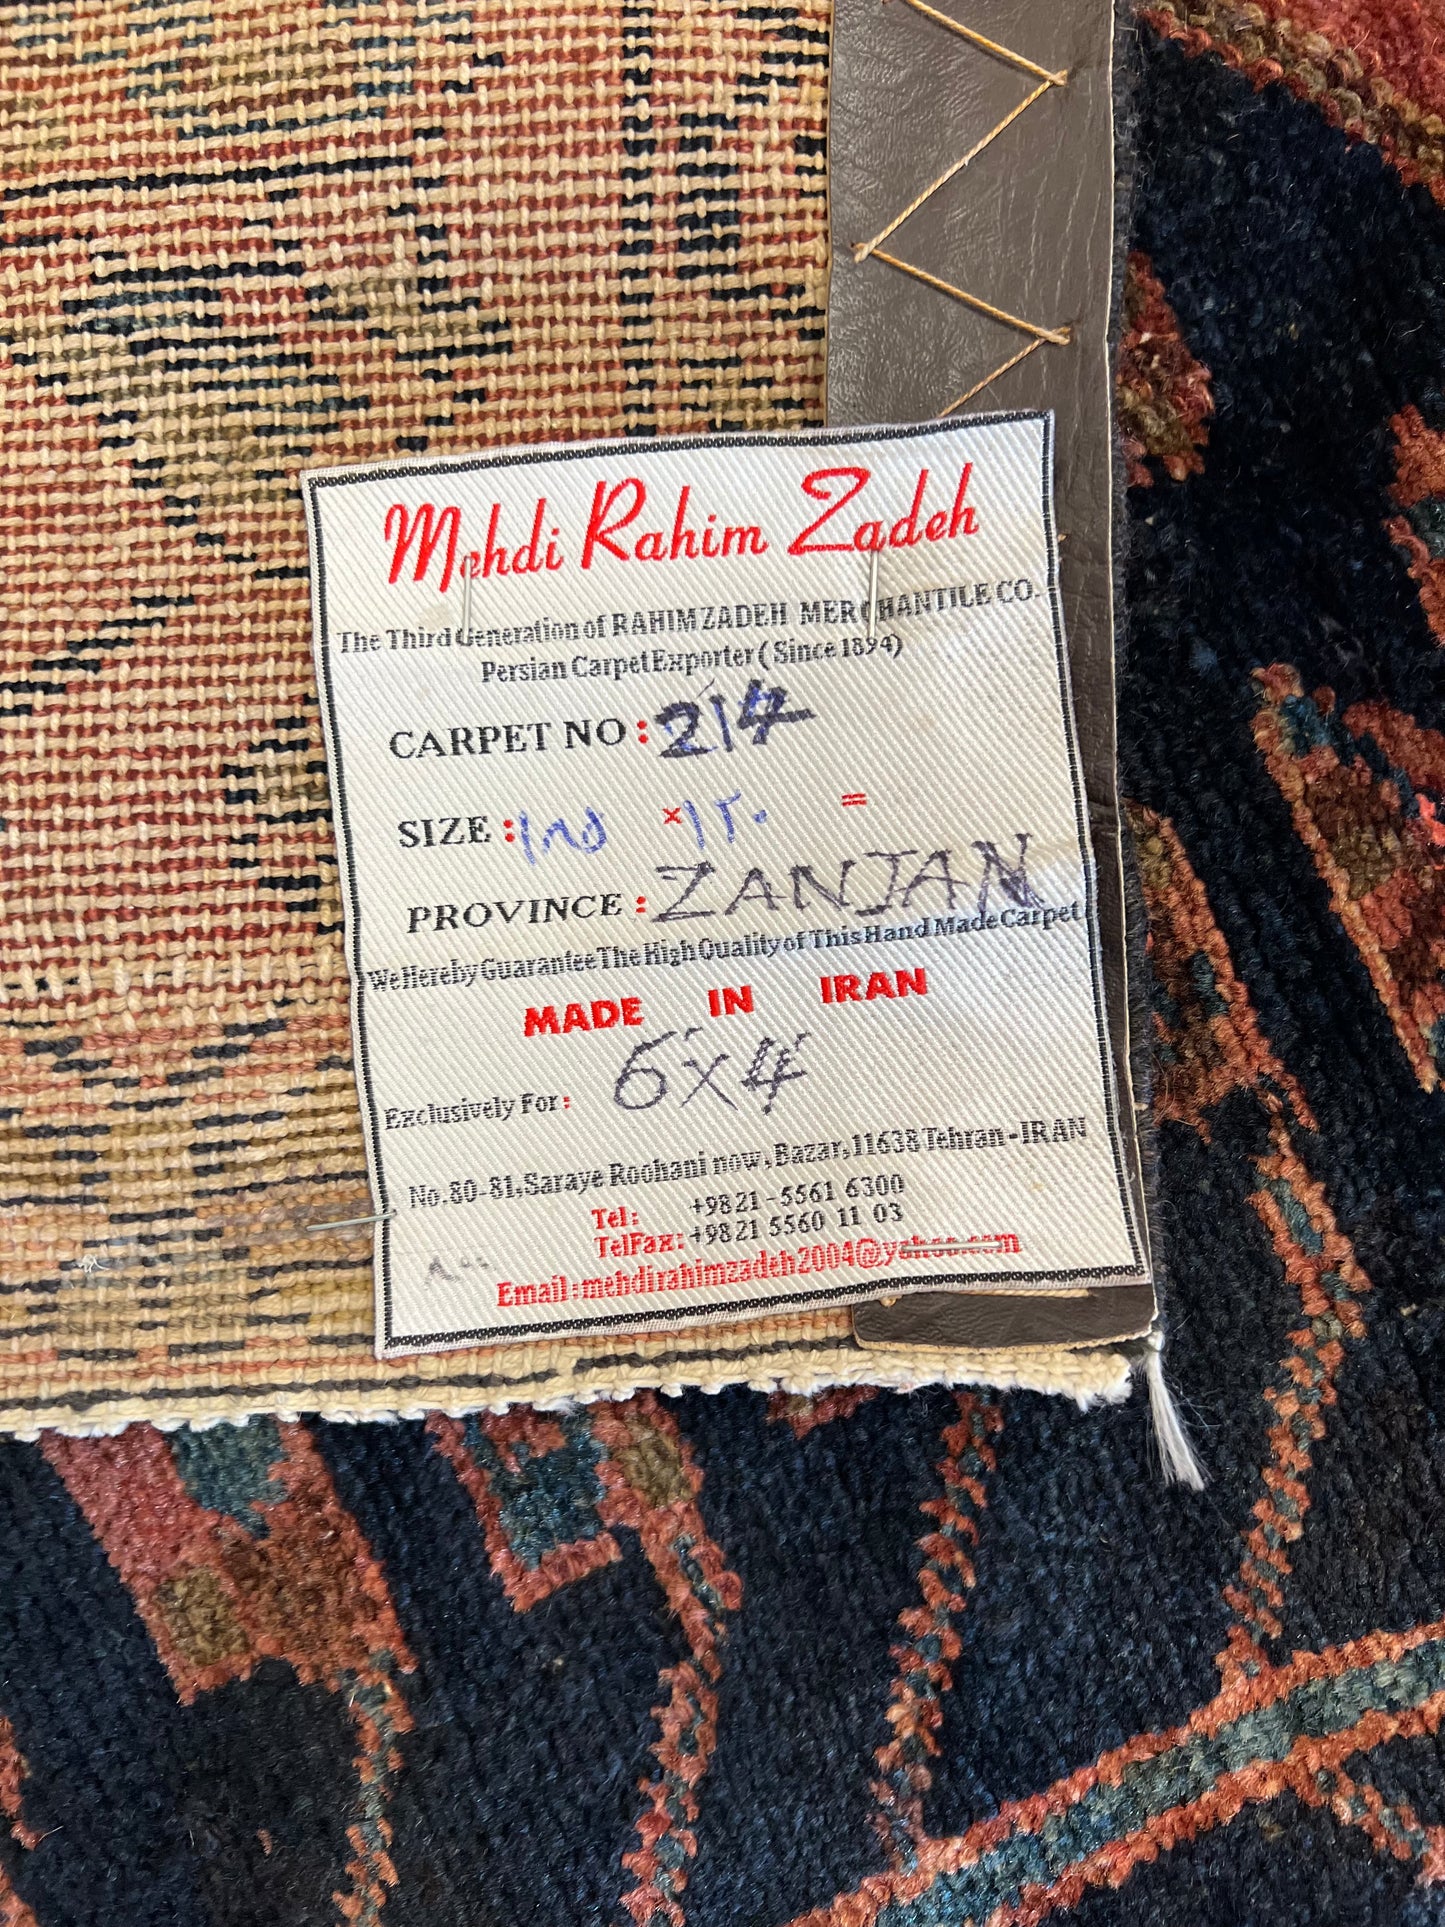 Mehdi Rahim Zadeh
The Third Generation of RAHIMZADEH MERCHANTILE CO.
Persian Carpet Exporter ( Since 1894)
CARPET NO : 214
SIZE : ۱۸۵ × ۱۲۰ =
PROVINCE : ZANJAN
We Hereby Guarantee The High Quality of This Hand Made Carpet
MADE IN IRAN
6'x4'
Exclusively For:
No. 80-81, Saraye Roohani now, Bazar, 11638 Tehran - IRAN
Tel: +9821 - 5561 6300
TelFax: +9821 5560 11 03
Email : mehdirahimzadeh2004@yahoo.com